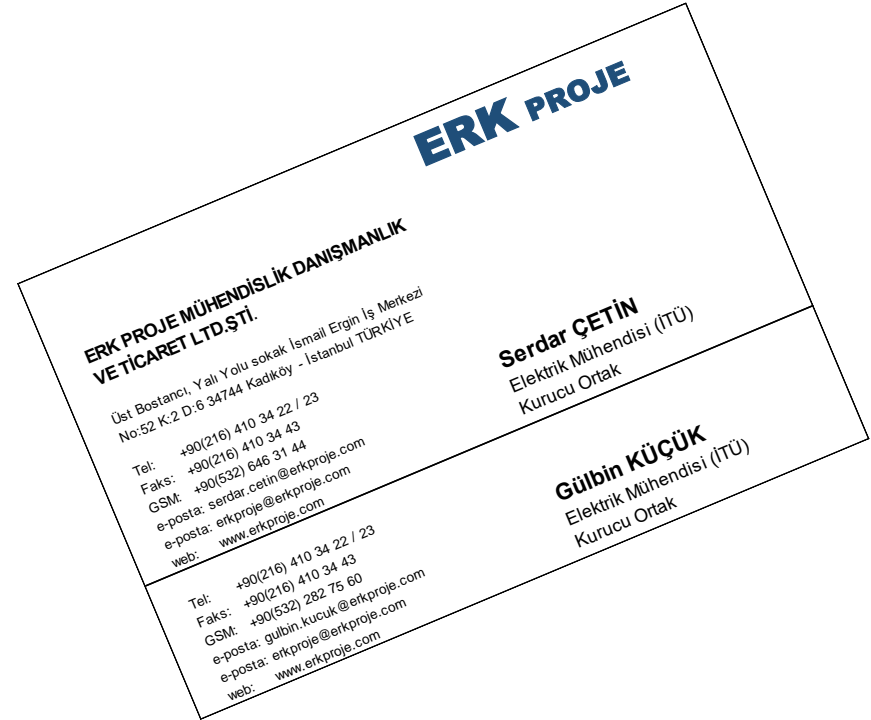 ERK PROJE
ERK PROJE MÜHENDİSLİK DANIŞMANLIK
VE TİCARET LTD.ŞTİ.
Üst Bostancı, Yalı Yolu sokak İsmail Ergin İş Merkezi
No:52 K:2 D:6 34744 Kadıköy - İstanbul TÜRKİYE
Tel: +90(216) 410 34 22 / 23
Faks: +90(216) 410 34 43
GSM: +90(532) 646 31 44
e-posta: serdar.cetin@erkproje.com
e-posta: erkproje@erkproje.com
web: www.erkproje.com
Serdar ÇETİN
Elektrik Mühendisi (İTÜ)
Kurucu Ortak
Tel: +90(216) 410 34 22 / 23
Faks: +90(216) 410 34 43
GSM: +90(532) 282 75 60
e-posta: gulbin.kucuk@erkproje.com
e-posta: erkproje@erkproje.com
web: www.erkproje.com
Gülbin KÜÇÜK
Elektrik Mühendisi (İTÜ)
Kurucu Ortak